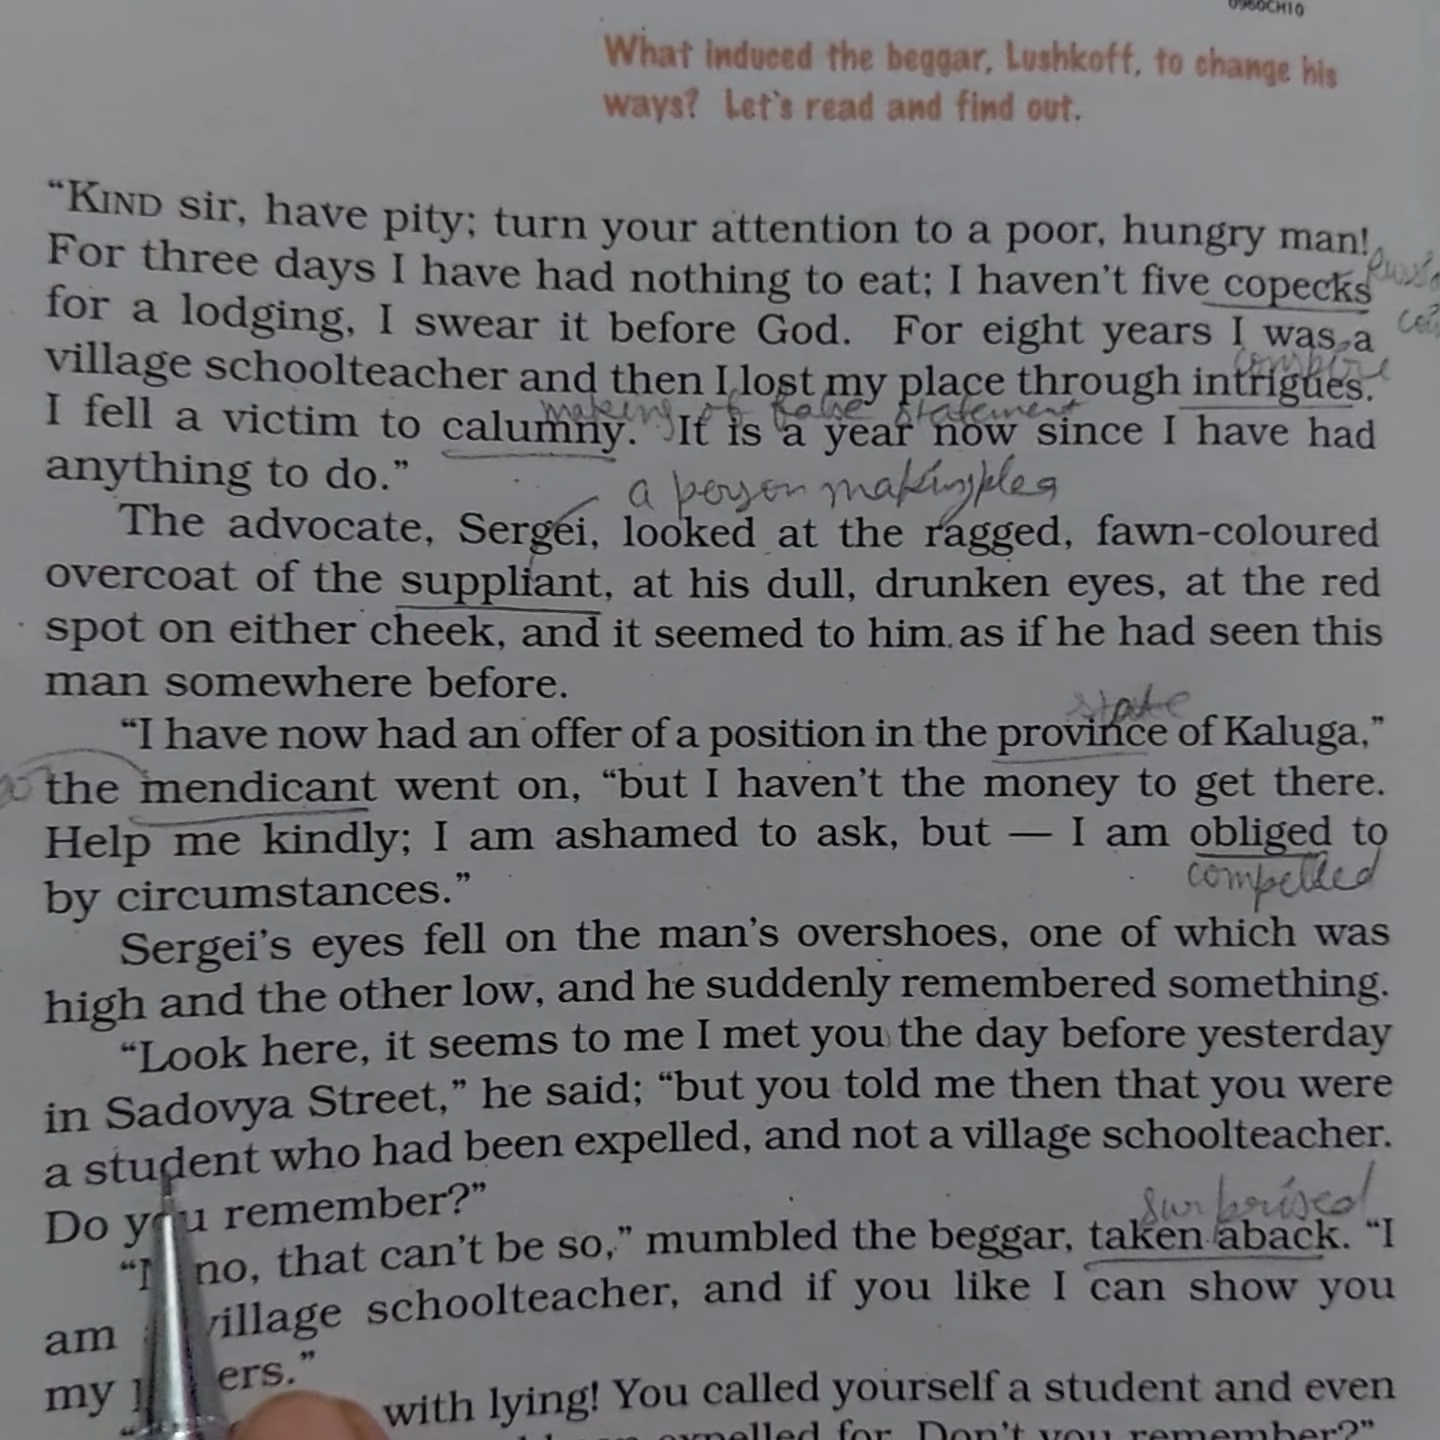 0960CH10
What induced the beggar, Lushkoff, to change his
ways? Let's read and find out.
“KIND sir, have pity; turn your attention to a poor, hungry man!
For three days I have had nothing to eat; I haven't five copecks
for a lodging, I swear it before God. For eight years I was a
village schoolteacher and then I lost my place through intrigues.
making of false statement
I fell a victim to calumny. It is a year now since I have had
anything to do.”
a person making plea
The advocate, Sergei, looked at the ragged, fawn-coloured
overcoat of the suppliant, at his dull, drunken eyes, at the red
spot on either cheek, and it seemed to him as if he had seen this
man somewhere before.
state
“I have now had an offer of a position in the province of Kaluga,”
the mendicant went on, “but I haven't the money to get there.
Help me kindly; I am ashamed to ask, but — I am obliged to
compelled
by circumstances.”
Sergei's eyes fell on the man's overshoes, one of which was
high and the other low, and he suddenly remembered something.
“Look here, it seems to me I met you the day before yesterday
in Sadovya Street,” he said; “but you told me then that you were
a student who had been expelled, and not a village schoolteacher.
Do you remember?”
surprised
no, that can't be so,” mumbled the beggar, taken aback. “I
am village schoolteacher, and if you like I can show you
my
with lying! You called yourself a student and even
expelled for. Don't you remember?”